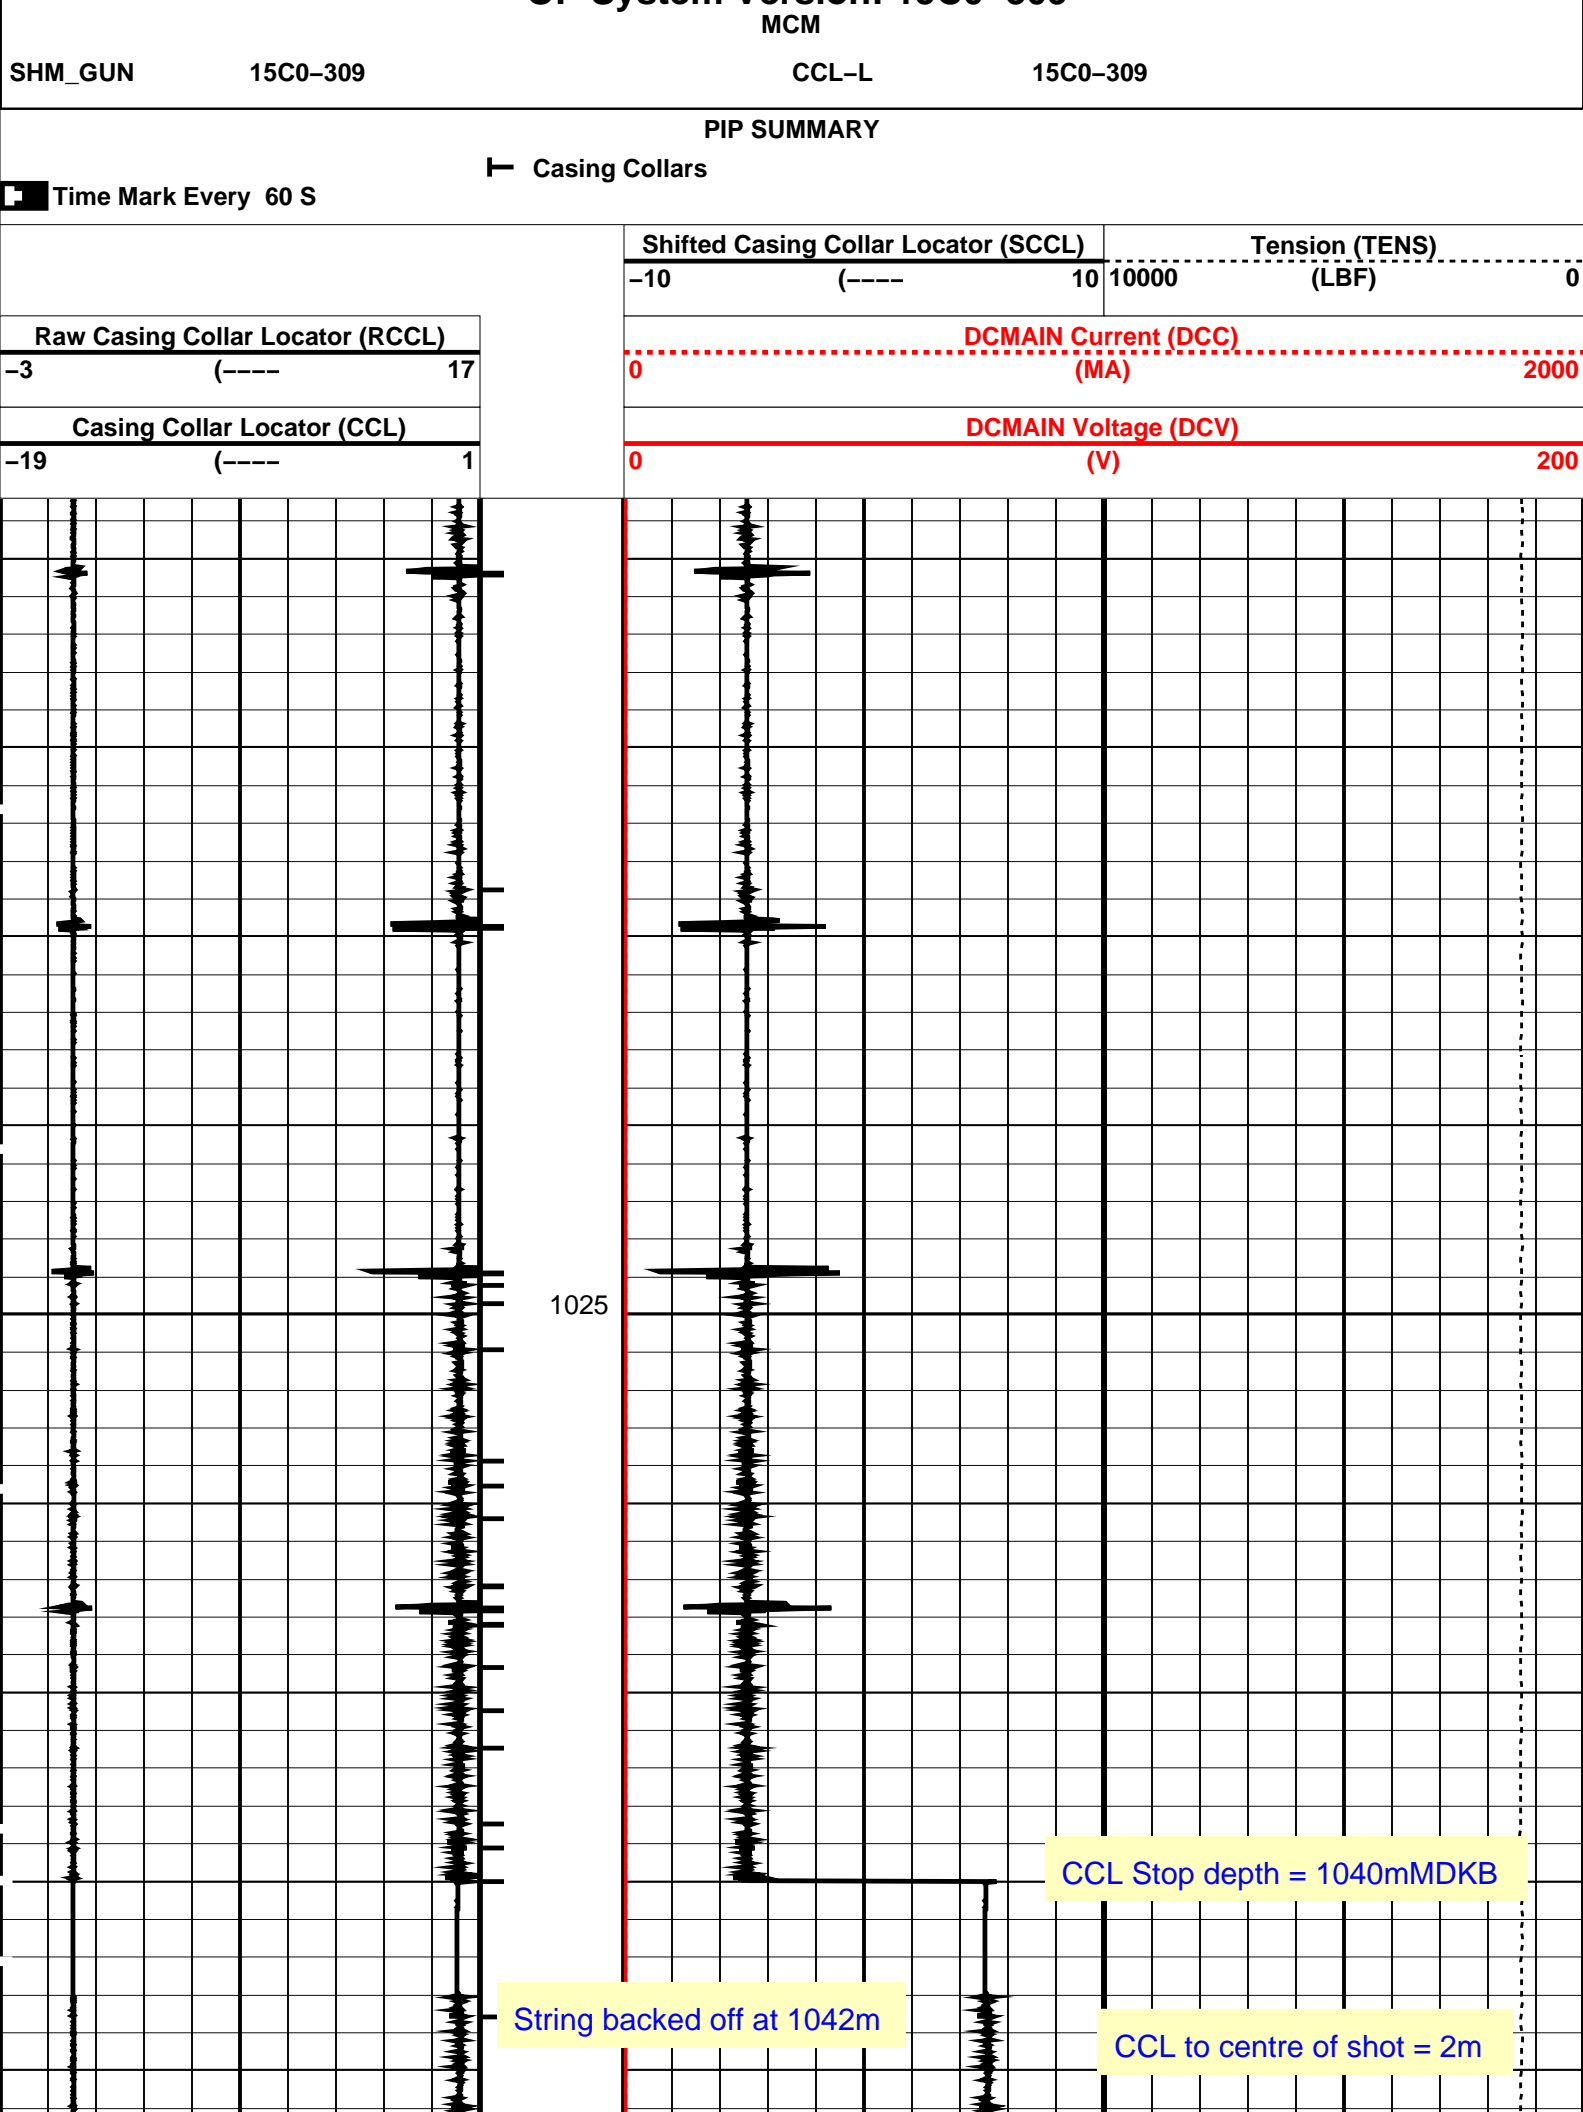 MCM
SHM_GUN 15C0–309 CCL–L 15C0–309
PIP SUMMARY
Casing Collars
Time Mark Every 60 S
Shifted Casing Collar Locator (SCCL) Tension (TENS)
–10 (–––– 10 10000 (LBF) 0
Raw Casing Collar Locator (RCCL) DCMAIN Current (DCC)
–3 (–––– 17 0 (MA) 2000
Casing Collar Locator (CCL) DCMAIN Voltage (DCV)
–19 (–––– 1 0 (V) 200
1025
CCL Stop depth = 1040mMDKB
String backed off at 1042m
CCL to centre of shot = 2m